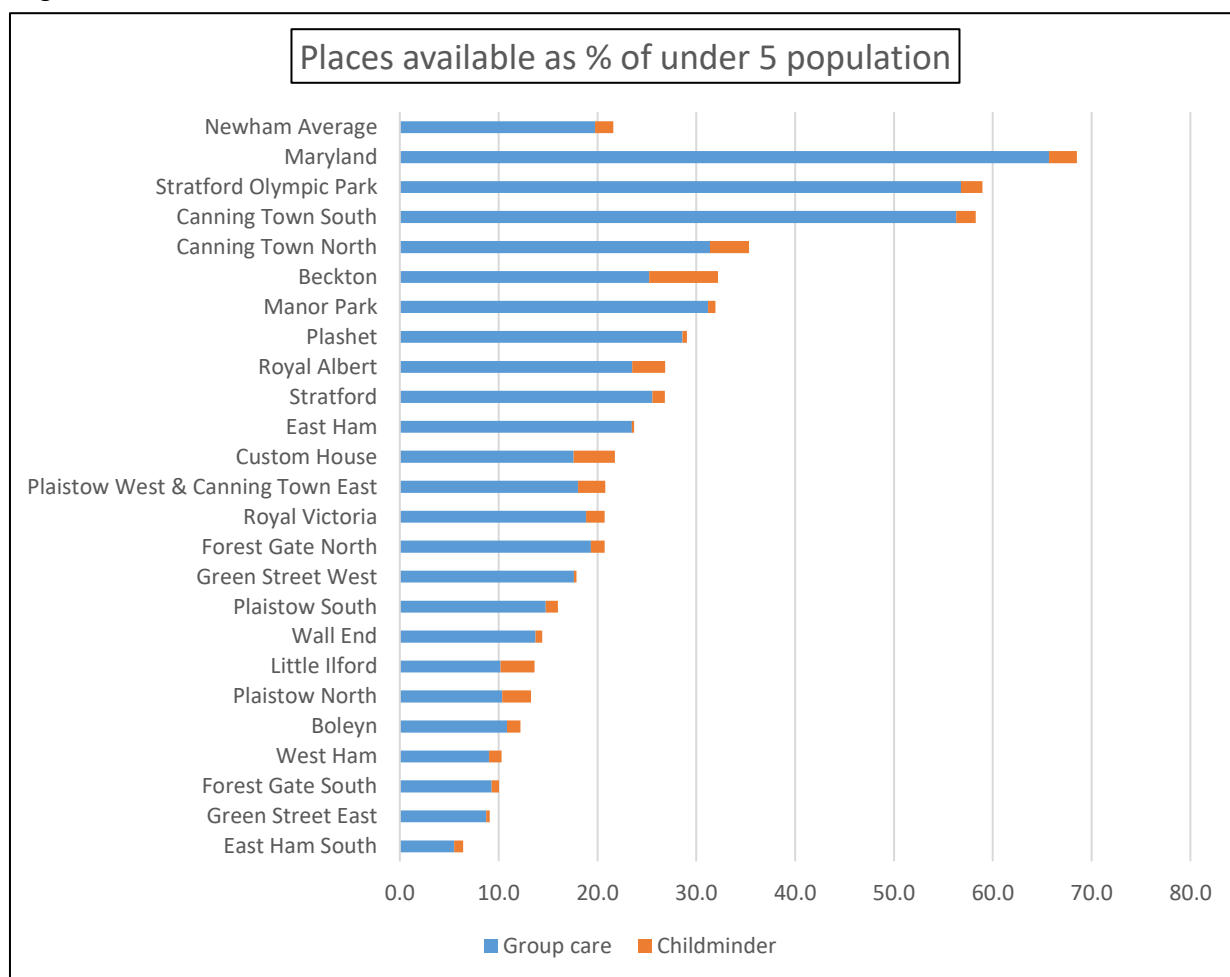 Places available as % of under 5 population
Newham Average
Maryland
Stratford Olympic Park
Canning Town South
Canning Town North
Beckton
Manor Park
Plashet
Royal Albert
Stratford
East Ham
Custom House
Plaistow West & Canning Town East
Royal Victoria
Forest Gate North
Green Street West
Plaistow South
Wall End
Little Ilford
Plaistow North
Boleyn
West Ham
Forest Gate South
Green Street East
East Ham South
0.0 10.0 20.0 30.0 40.0 50.0 60.0 70.0 80.0
Group care Childminder